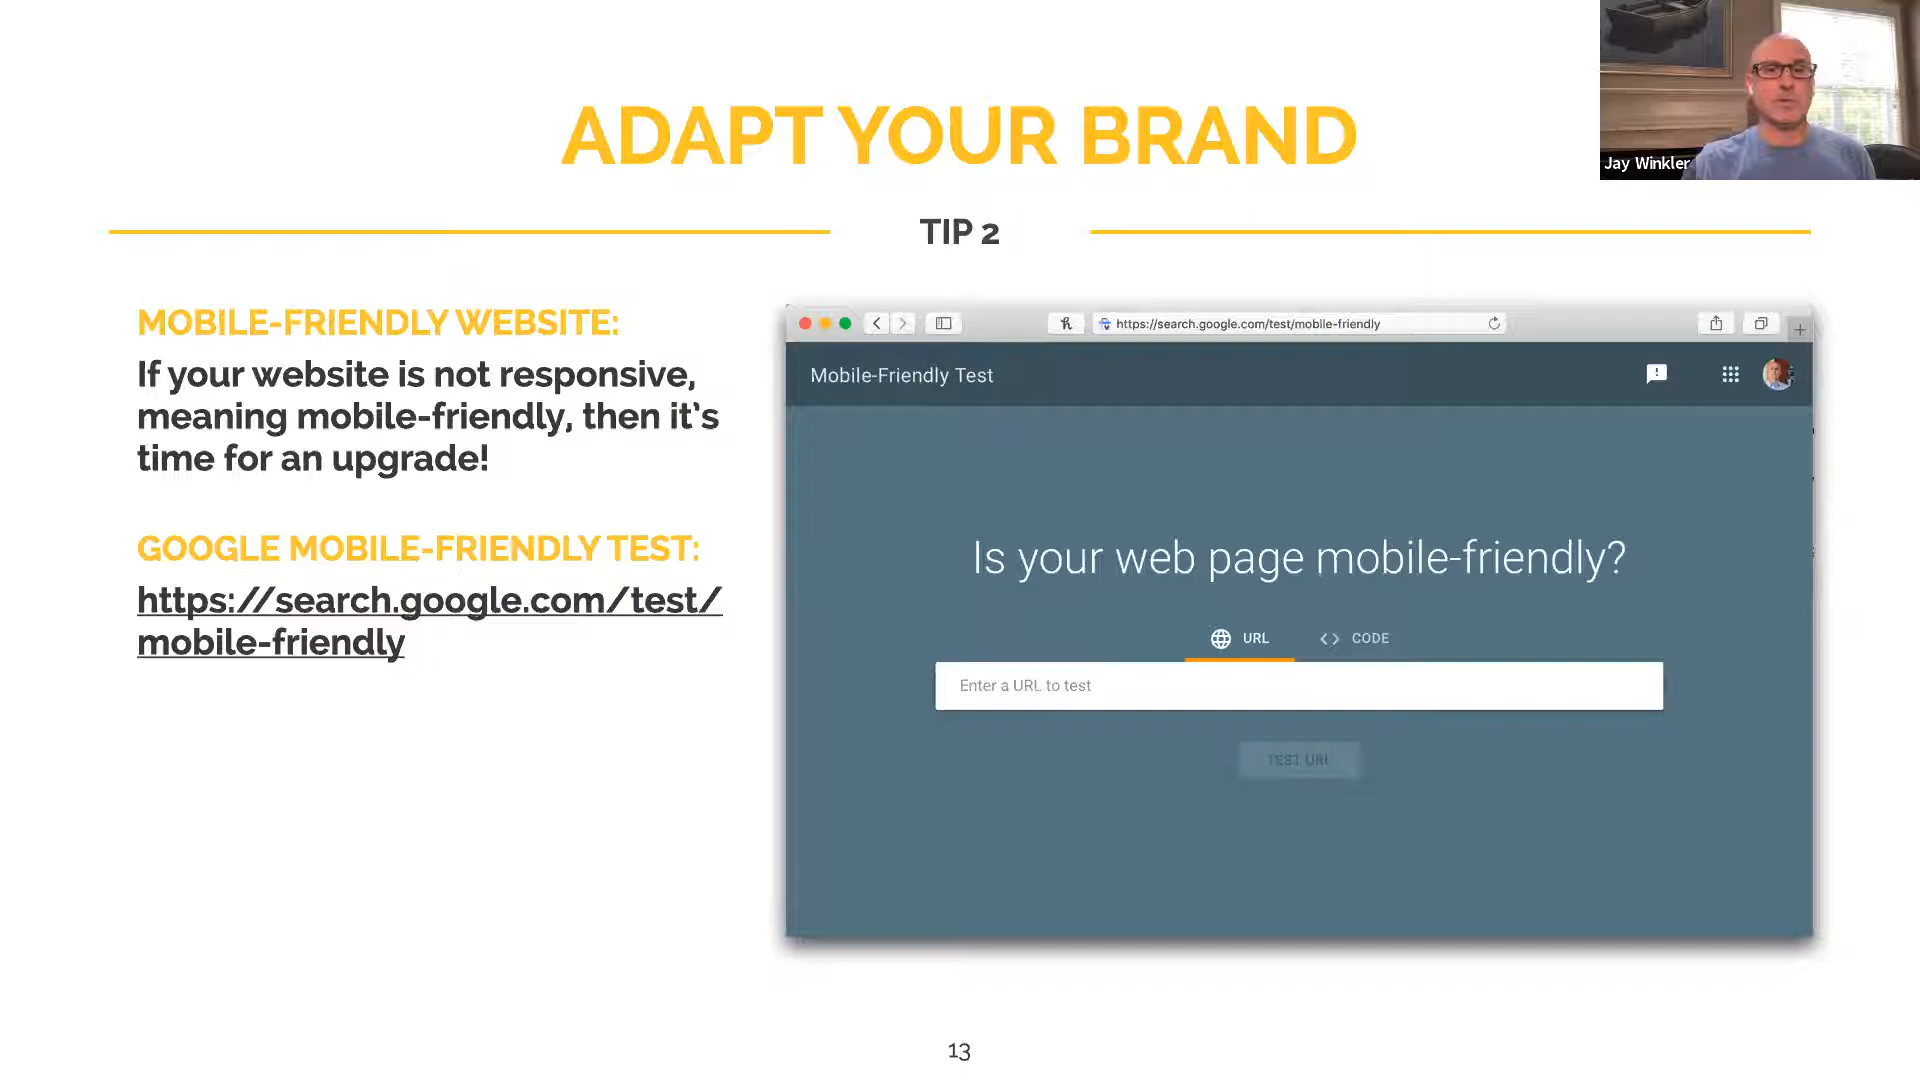 ADAPT YOUR BRAND
Jay Winkler
TIP 2
MOBILE-FRIENDLY WEBSITE:
If your website is not responsive,
meaning mobile-friendly, then it's
time for an upgrade!
GOOGLE MOBILE-FRIENDLY TEST:
https://search.google.com/test/
mobile-friendly
https://search.google.com/test/mobile-friendly
Mobile-Friendly Test
Is your web page mobile-friendly?
URL
CODE
Enter a URL to test
TEST URL
13